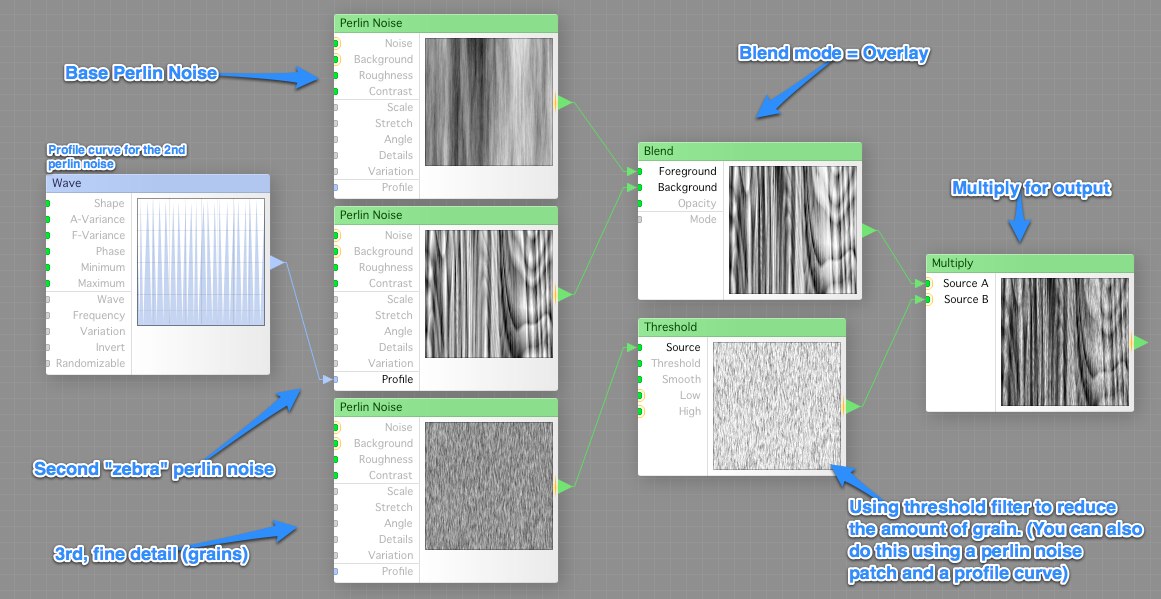 Base Perlin Noise
Perlin Noise
Noise
Background
Roughness
Contrast
Scale
Stretch
Angle
Details
Variation
Profile
Blend mode = Overlay
Profile curve for the 2nd
perlin noise
Wave
Shape
A-Variance
F-Variance
Phase
Minimum
Maximum
Wave
Frequency
Variation
Invert
Randomizable
Perlin Noise
Noise
Background
Roughness
Contrast
Scale
Stretch
Angle
Details
Variation
Profile
Blend
Foreground
Background
Opacity
Mode
Multiply for output
Multiply
Source A
Source B
Second "zebra" perlin noise
3rd, fine detail (grains)
Perlin Noise
Noise
Background
Roughness
Contrast
Scale
Stretch
Angle
Details
Variation
Profile
Threshold
Source
Threshold
Smooth
Low
High
Using threshold filter to reduce
the amount of grain. (You can also
do this using a perlin noise
patch and a profile curve)